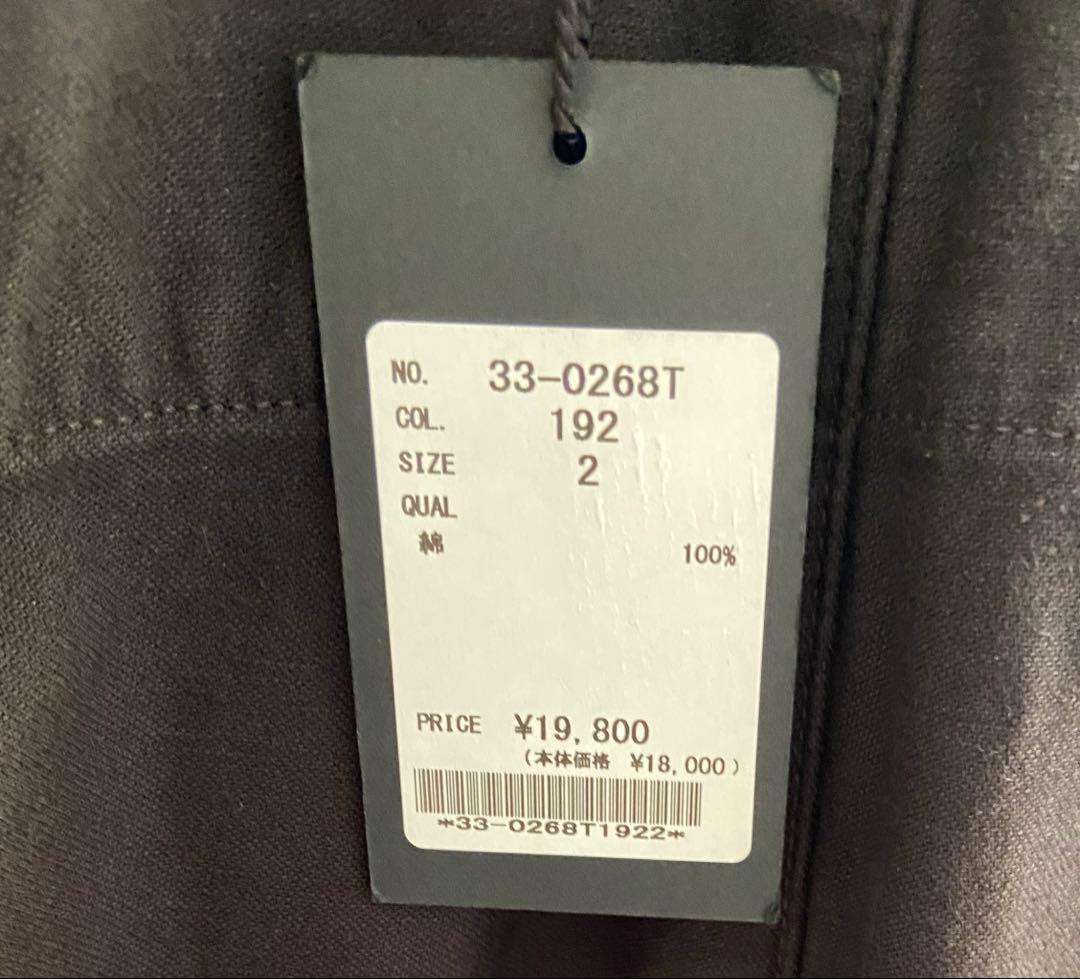 NO. 33-0268T
COL. 192
SIZE 2
QUAL
綿 100%
PRICE ¥19,800
(本体価格 ¥18,000)
*33-0268T1922*